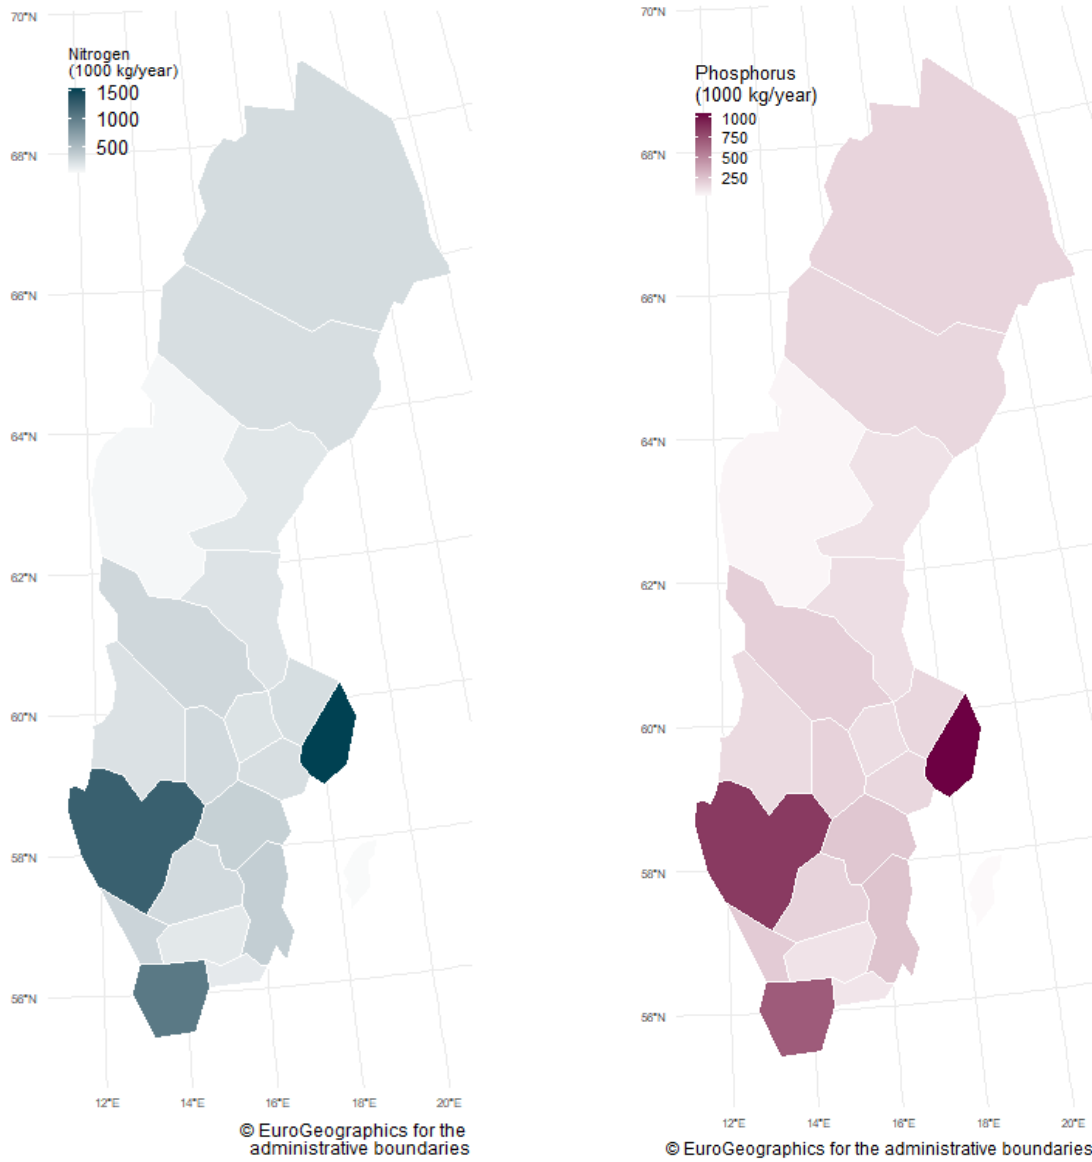 70°N
Nitrogen
(1000 kg/year)
1500
1000
500
68°N
66°N
64°N
62°N
60°N
58°N
56°N
12°E 14°E 16°E 18°E 20°E
© EuroGeographics for the
administrative boundaries
70°N
Phosphorus
(1000 kg/year)
1000
750
500
250
68°N
66°N
64°N
62°N
60°N
58°N
56°N
12°E 14°E 16°E 18°E 20°E
© EuroGeographics for the administrative boundaries